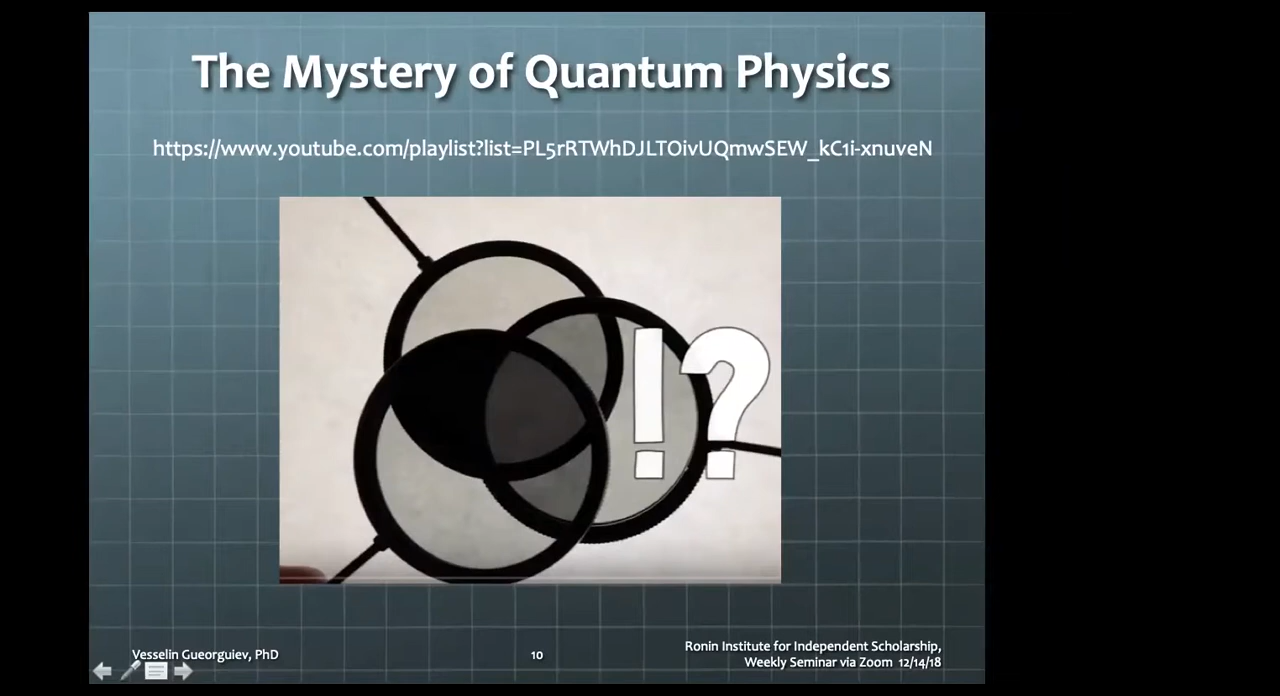 The Mystery of Quantum Physics
https://www.youtube.com/playlist?list=PL5rRTWhDJLTOivUQmwSEW_kC1i-xnuveN
!?
Vesselin Gueorguiev, PhD
10
Ronin Institute for Independent Scholarship,
Weekly Seminar via Zoom 12/14/18